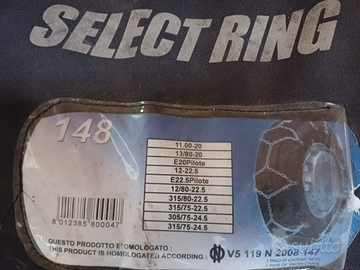 SELECT RING
148
11.00-20
13/80-20
E20Pilote
12-22.5
E22.5Pilote
12/80-22.5
315/80-22.5
315/75-22.5
305/75-24.5
315/75-24.5
8 012385 800047
QUESTO PRODOTTO E'OMOLOGATO :
THIS PRODUCT IS HOMOLOGATED ACCORDING :
V5 119 N 2008 147